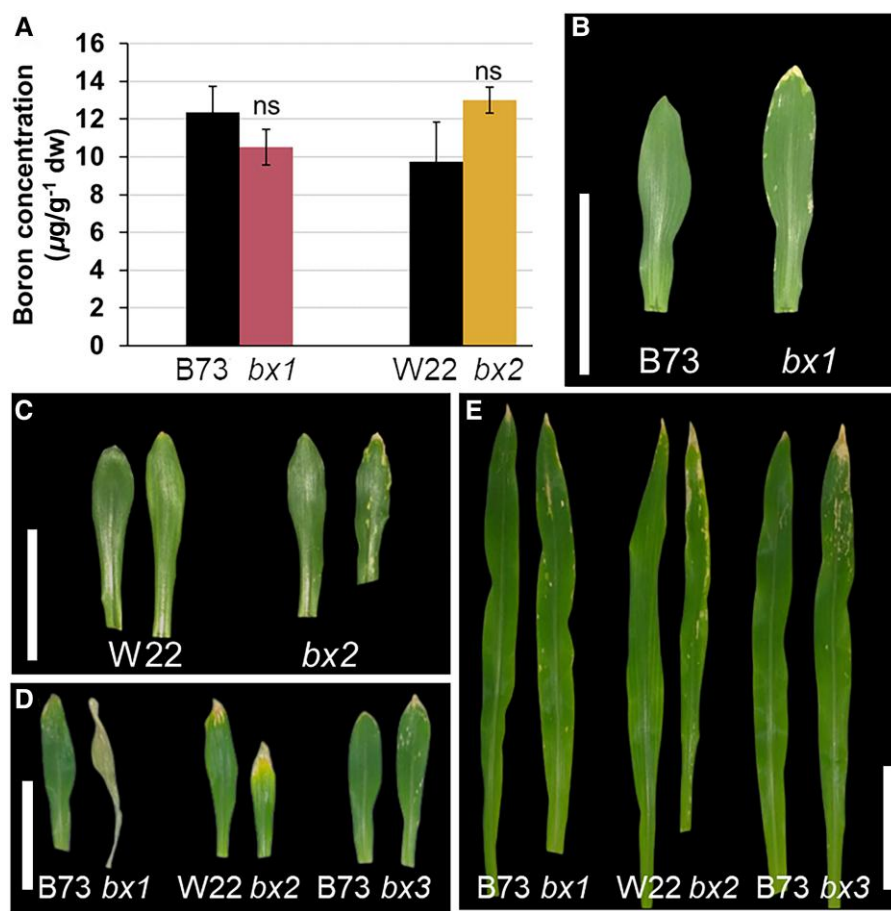 A
Boron concentration
(µg/g⁻¹ dw)
16
14
12
10
8
6
4
2
0
ns
ns
B73 bx1
W22 bx2
B
B73
bx1
C
W22
bx2
D
B73 bx1
W22 bx2
B73 bx3
E
B73 bx1
W22 bx2
B73 bx3